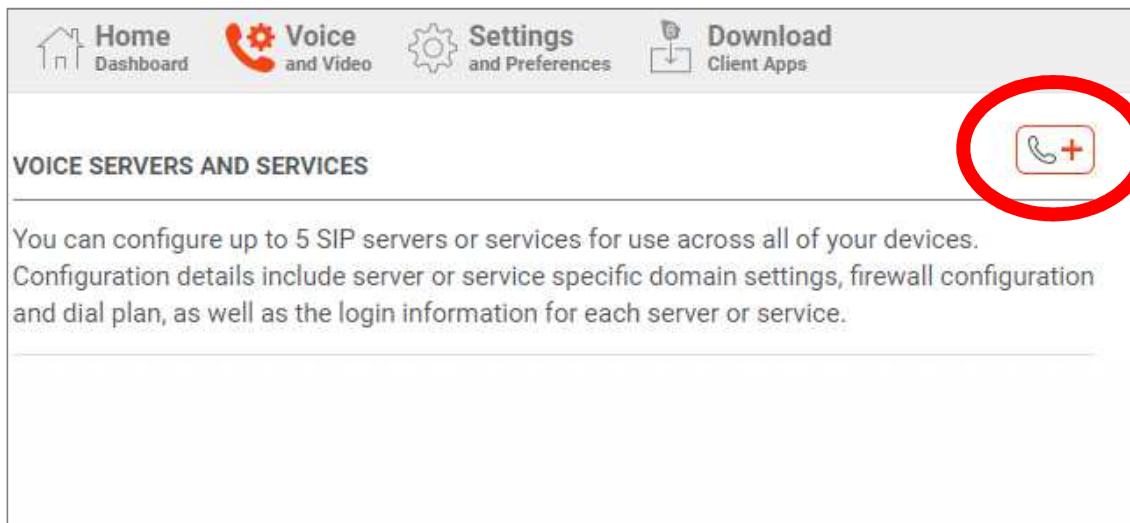 Home Voice Settings Download
Dashboard and Video and Preferences Client Apps
VOICE SERVERS AND SERVICES
You can configure up to 5 SIP servers or services for use across all of your devices.
Configuration details include server or service specific domain settings, firewall configuration
and dial plan, as well as the login information for each server or service.